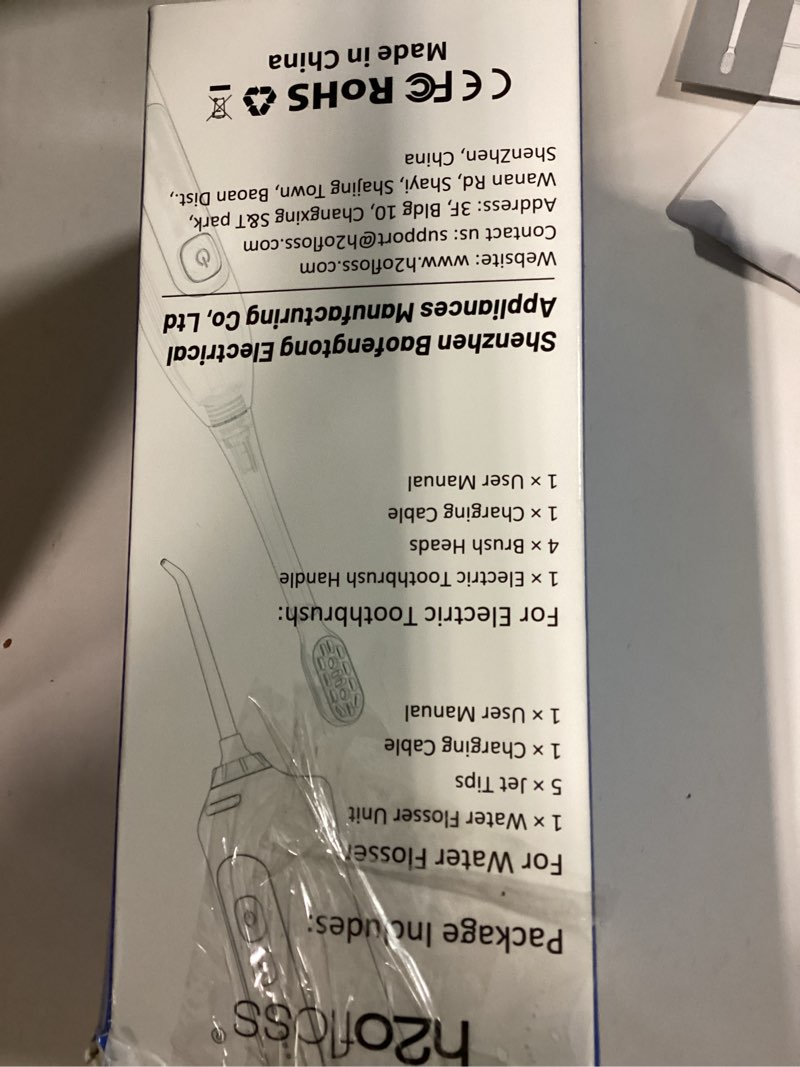 h2ofloss®
Package Includes:
For Water Flosser
1 × Water Flosser Unit
5 × Jet Tips
1 × Charging Cable
1 × User Manual
For Electric Toothbrush:
1 × Electric Toothbrush Handle
4 × Brush Heads
1 × Charging Cable
1 × User Manual
Shenzhen Baofengtong Electrical
Appliances Manufacturing Co, Ltd
Website: www.h2ofloss.com
Contact us: support@h2ofloss.com
Address: 3F, Bldg 10, Changxing S&T park,
Wanan Rd, Shayi, Shajing Town, Baoan Dist.,
ShenZhen, China
CE FC RoHS
Made in China